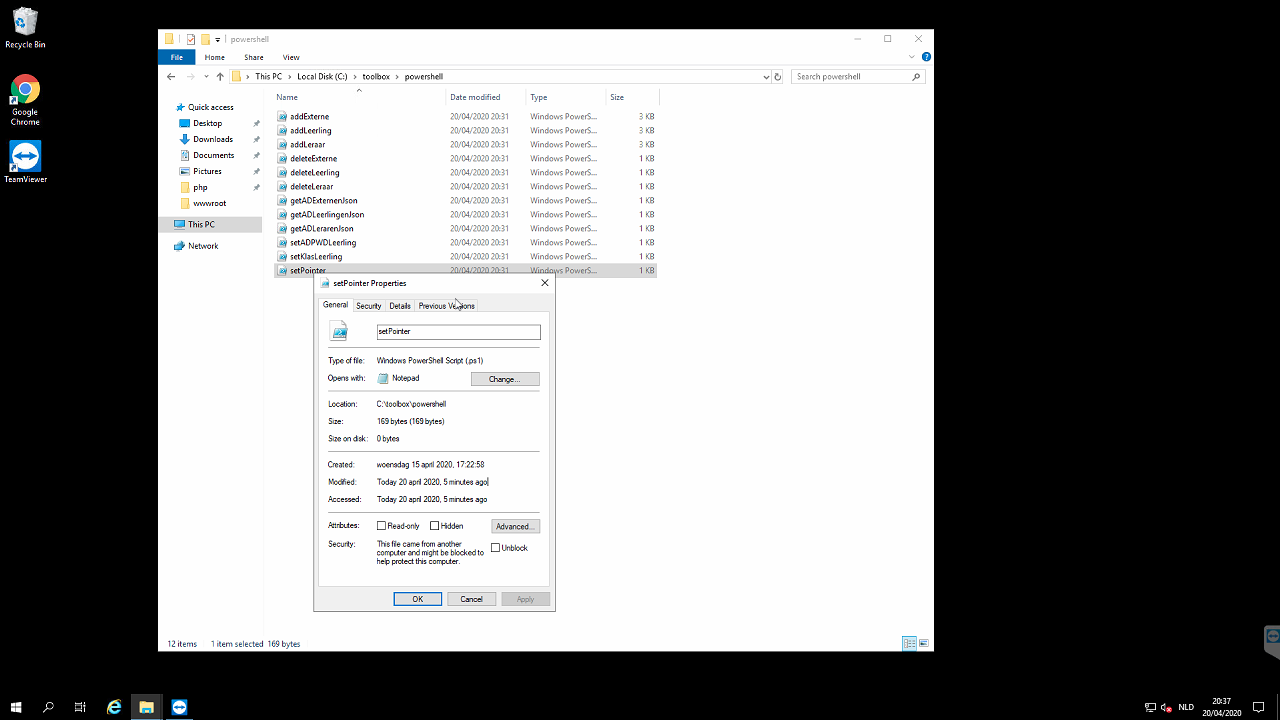 Recycle Bin
Google
Chrome
TeamViewer
powershell
File Home Share View
This PC Local Disk (C:) toolbox powershell
Search powershell
Name Date modified Type Size
Quick access
Desktop
Downloads
Documents
Pictures
php
wwwroot
This PC
Network
addExterne 20/04/2020 20:31 Windows PowerS... 3 KB
addLeerling 20/04/2020 20:31 Windows PowerS... 3 KB
addLeraar 20/04/2020 20:31 Windows PowerS... 3 KB
deleteExterne 20/04/2020 20:31 Windows PowerS... 1 KB
deleteLeerling 20/04/2020 20:31 Windows PowerS... 1 KB
deleteLeraar 20/04/2020 20:31 Windows PowerS... 1 KB
getADExternenJson 20/04/2020 20:31 Windows PowerS... 1 KB
getADLeerlingenJson 20/04/2020 20:31 Windows PowerS... 1 KB
getADLerarenJson 20/04/2020 20:31 Windows PowerS... 1 KB
setADPWDLeerling 20/04/2020 20:31 Windows PowerS... 1 KB
setKlasLeerling 20/04/2020 20:31 Windows PowerS... 1 KB
setPointer 20/04/2020 20:31 Windows PowerS... 1 KB
setPointer Properties
General Security Details Previous Versions
setPointer
Type of file: Windows PowerShell Script (.ps1)
Opens with: Notepad Change...
Location: C:\toolbox\powershell
Size: 169 bytes (169 bytes)
Size on disk: 0 bytes
Created: woensdag 15 april 2020, 17:22:58
Modified: Today 20 april 2020, 5 minutes ago
Accessed: Today 20 april 2020, 5 minutes ago
Attributes: Read-only Hidden Advanced...
Security: This file came from another
computer and might be blocked to
help protect this computer.
Unblock
OK Cancel Apply
12 items 1 item selected 169 bytes
NLD
20:37
20/04/2020